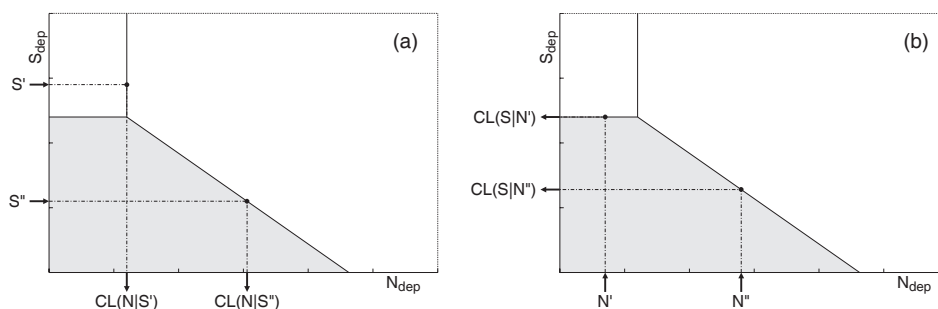 (a)
S_dep
S'
S"
N_dep
CL(N|S') CL(N|S")
(b)
S_dep
CL(S|N')
CL(S|N")
N_dep
N' N"